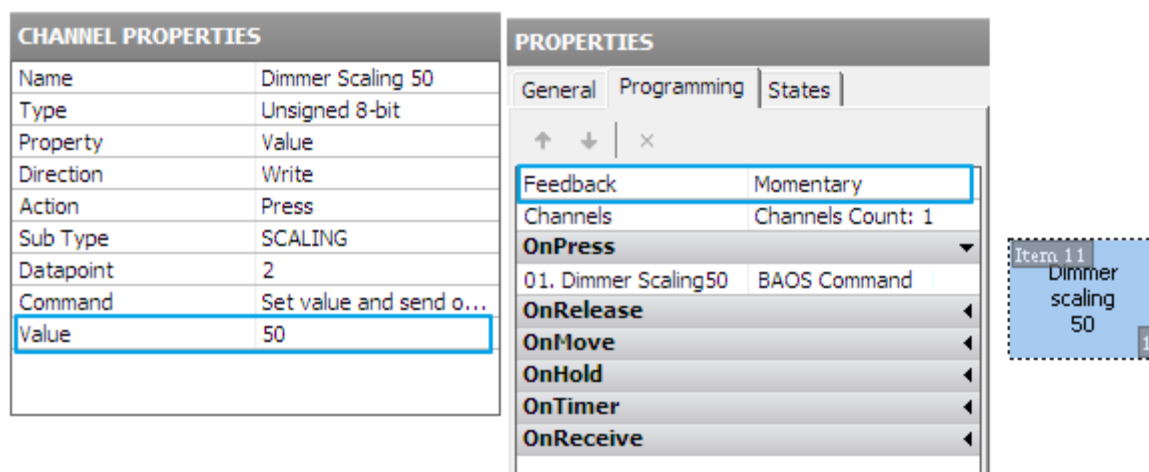 CHANNEL PROPERTIES
Name Dimmer Scaling 50
Type Unsigned 8-bit
Property Value
Direction Write
Action Press
Sub Type SCALING
Datapoint 2
Command Set value and send o...
Value 50
PROPERTIES
General Programming States
Feedback Momentary
Channels Channels Count: 1
OnPress
01. Dimmer Scaling50 BAOS Command
OnRelease
OnMove
OnHold
OnTimer
OnReceive
Item 11
Dimmer
scaling
50
1